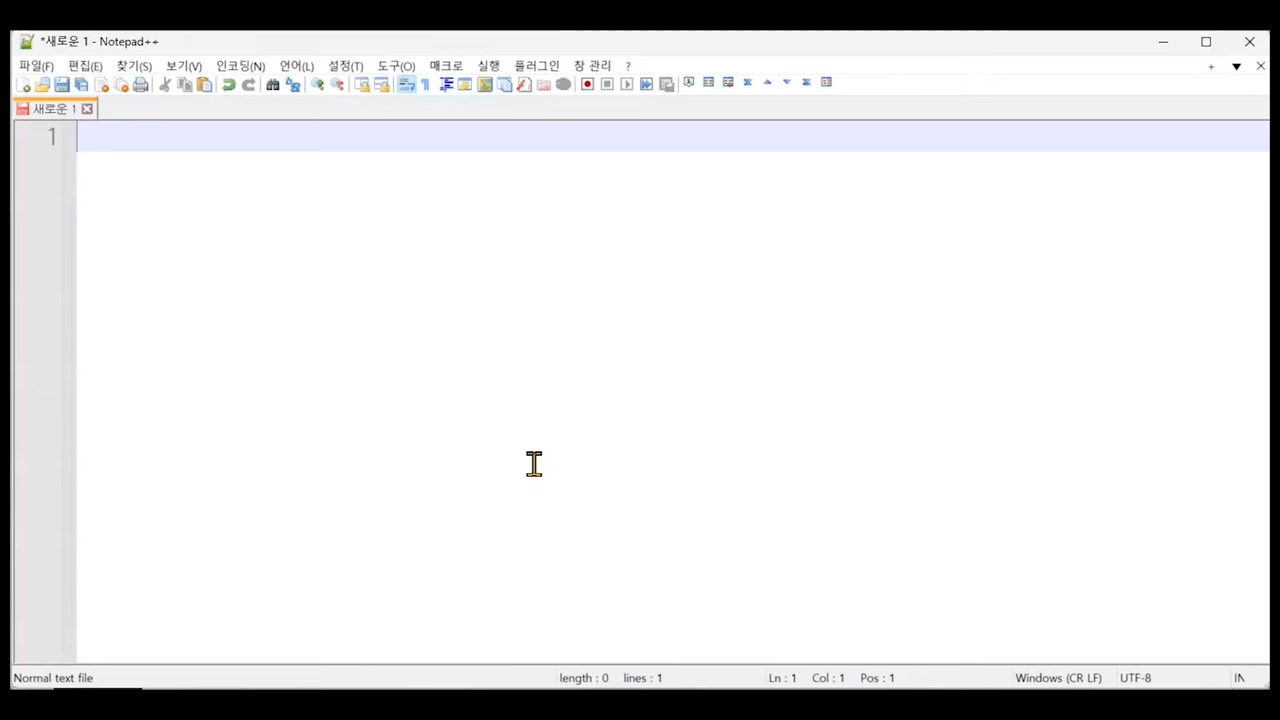 *새로운 1 - Notepad++
파일(F) 편집(E) 찾기(S) 보기(V) 인코딩(N) 언어(L) 설정(T) 도구(O) 매크로 실행 플러그인 창 관리 ?
새로운 1
1
Normal text file length : 0 lines : 1 Ln : 1 Col : 1 Pos : 1 Windows (CR LF) UTF-8 IN